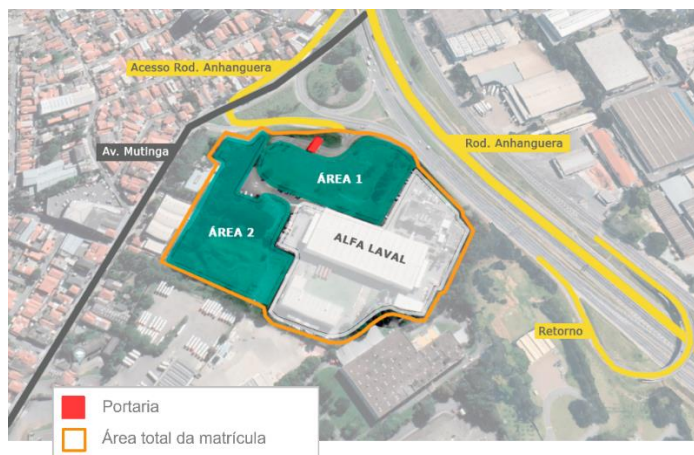 Acesso Rod. Anhanguera
Av. Mutinga
Rod. Anhanguera
ÁREA 1
ÁREA 2
ALFA LAVAL
Retorno
Portaria
Área total da matrícula